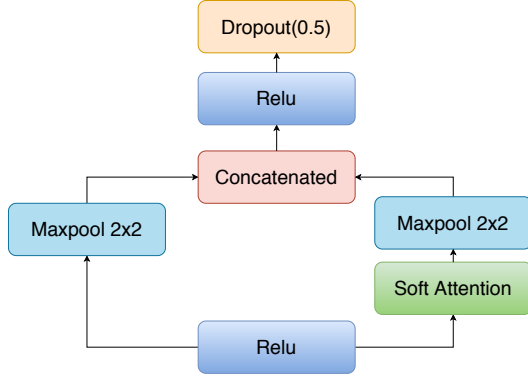 Dropout(0.5)
Relu
Concatenated
Maxpool 2x2
Maxpool 2x2
Soft Attention
Relu